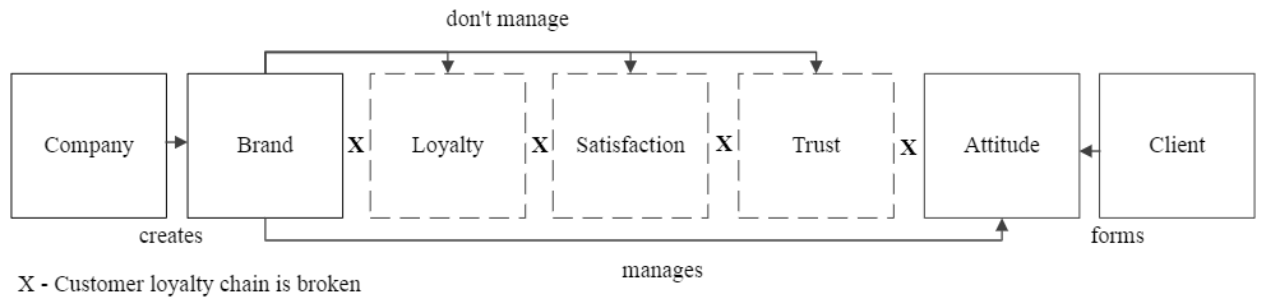 don't manage
Company
Brand
X
Loyalty
X
Satisfaction
X
Trust
X
Attitude
Client
creates
forms
manages
X - Customer loyalty chain is broken